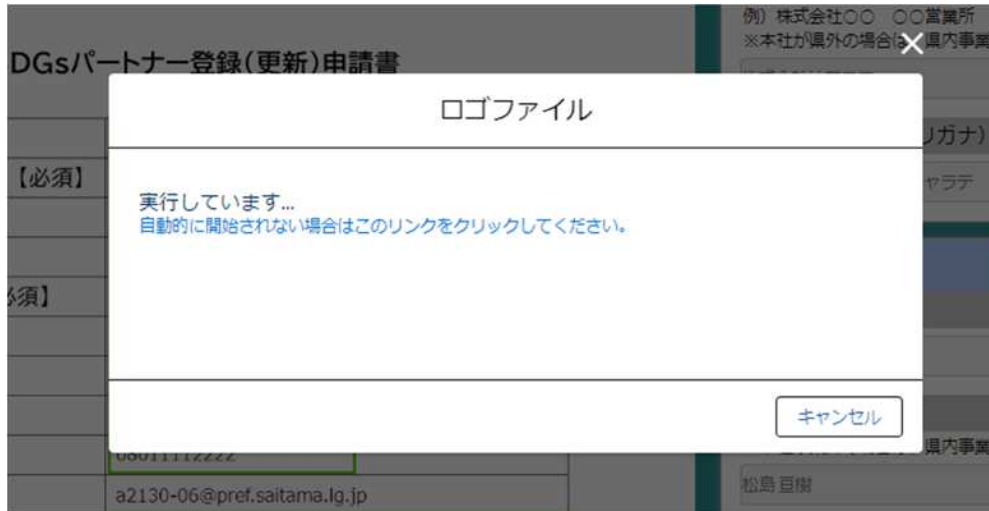 例) 株式会社○○ ○○営業所
※本社が県外の場合は、県内事業
DGsパートナー登録(更新)申請書
ロゴファイル
リガナ)
【必須】
ャラテ
実行しています...
自動的に開始されない場合はこのリンクをクリックしてください。
必須】
キャンセル
08011112222
県内事業
a2130-06@pref.saitama.lg.jp
松島 亘樹